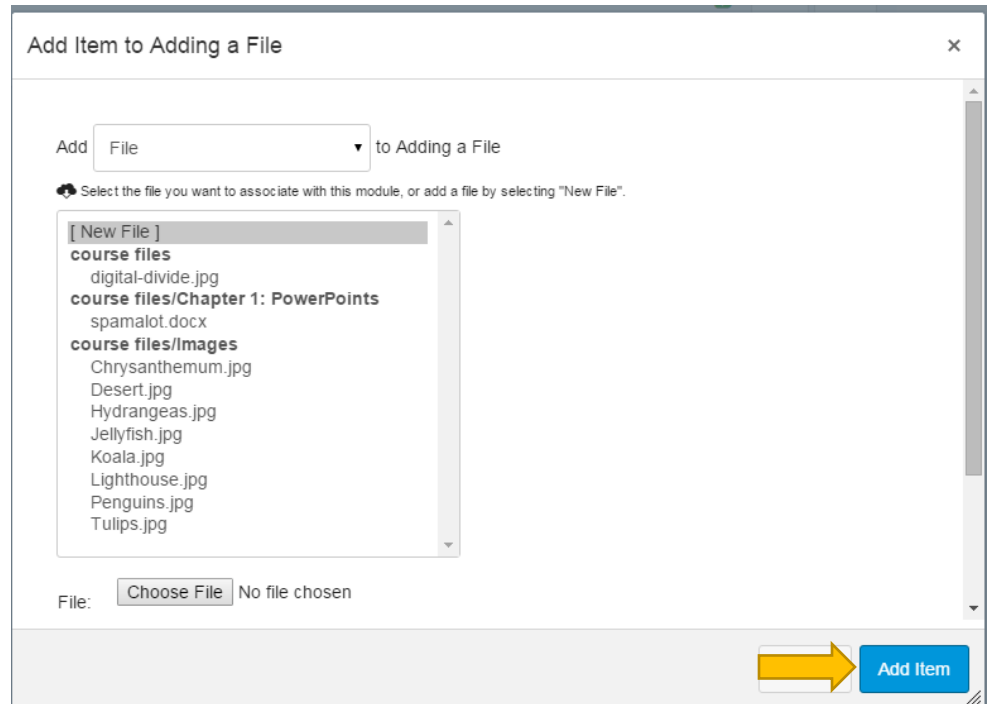 Add Item to Adding a File ×
Add File to Adding a File
Select the file you want to associate with this module, or add a file by selecting "New File".
[ New File ]
course files
digital-divide.jpg
course files/Chapter 1: PowerPoints
spamalot.docx
course files/Images
Chrysanthemum.jpg
Desert.jpg
Hydrangeas.jpg
Jellyfish.jpg
Koala.jpg
Lighthouse.jpg
Penguins.jpg
Tulips.jpg
File: Choose File No file chosen
Add Item